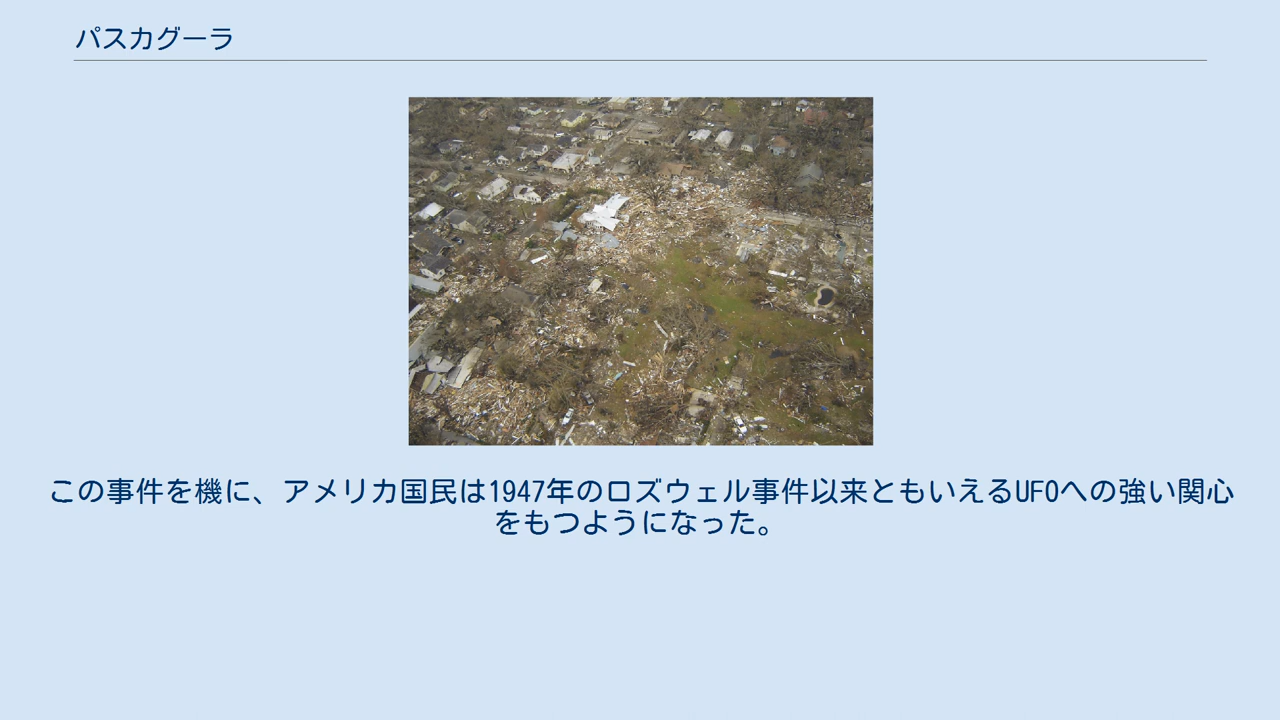 パスカグーラ
この事件を機に、アメリカ国民は1947年のロズウェル事件以来ともいえるUFOへの強い関心
をもつようになった。